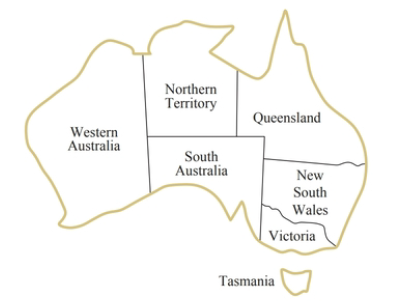 Northern
Territory
Queensland
Western
Australia
South
Australia
New
South
Wales
Victoria
Tasmania